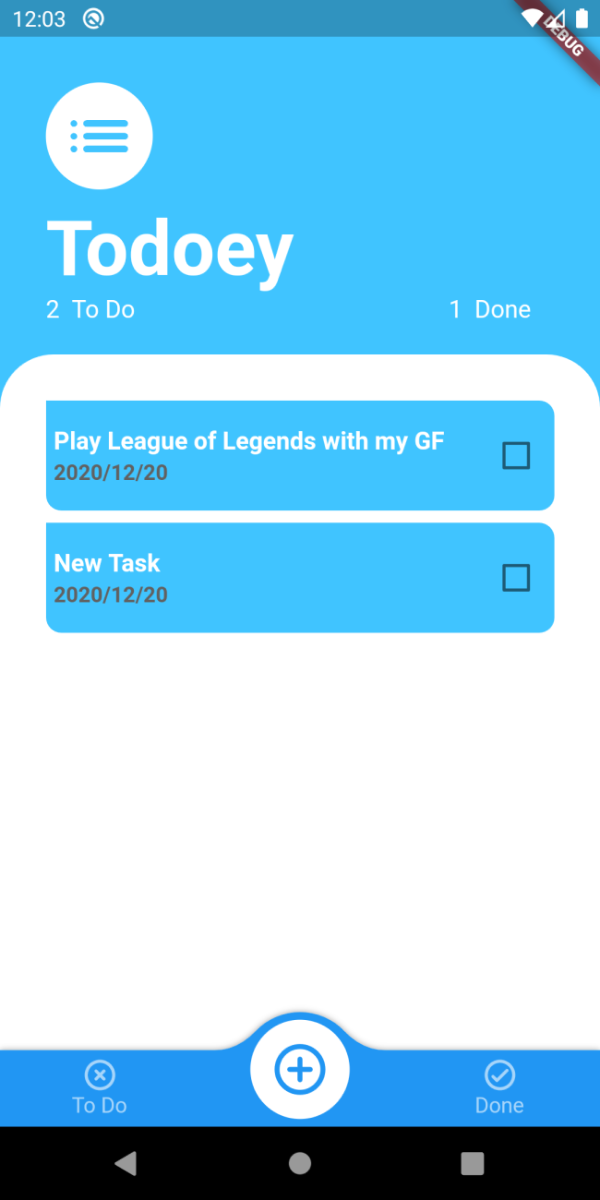 12:03
DEBUG
Todoey
2 To Do 1 Done
Play League of Legends with my GF
2020/12/20
New Task
2020/12/20
To Do Done